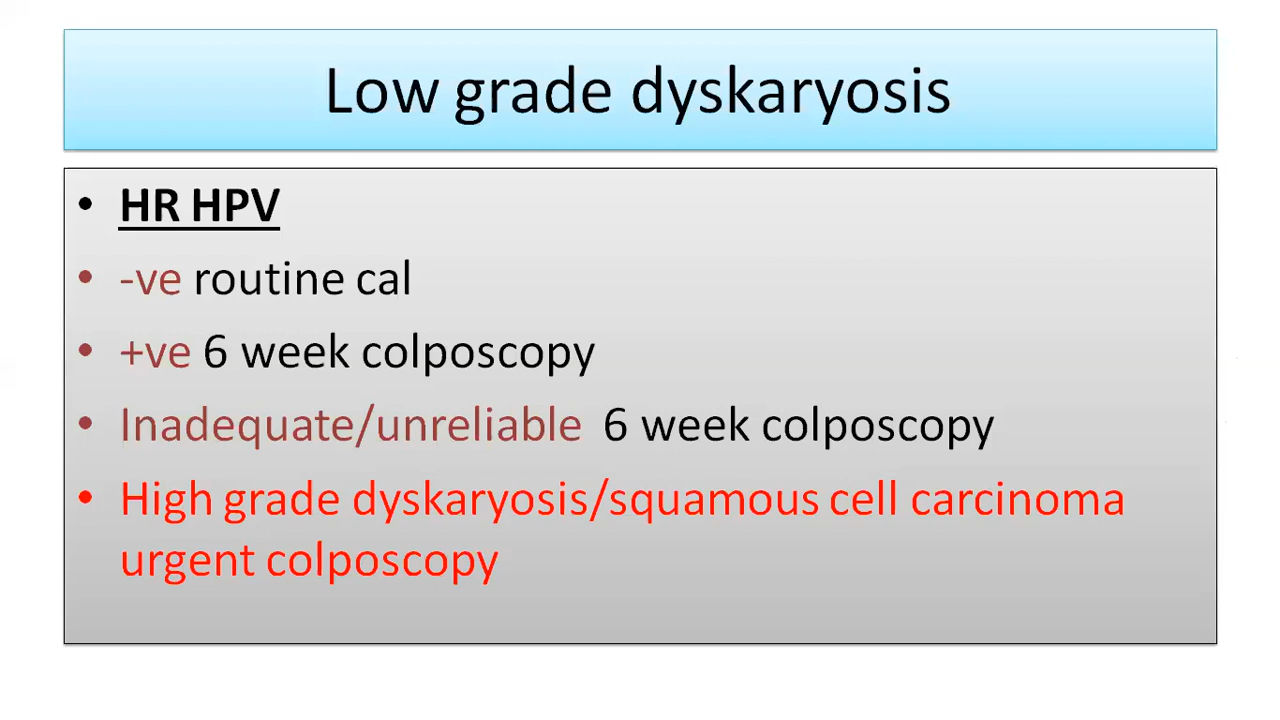 Low grade dyskaryosis
• HR HPV
• -ve routine cal
• +ve 6 week colposcopy
• Inadequate/unreliable 6 week colposcopy
• High grade dyskaryosis/squamous cell carcinoma
urgent colposcopy